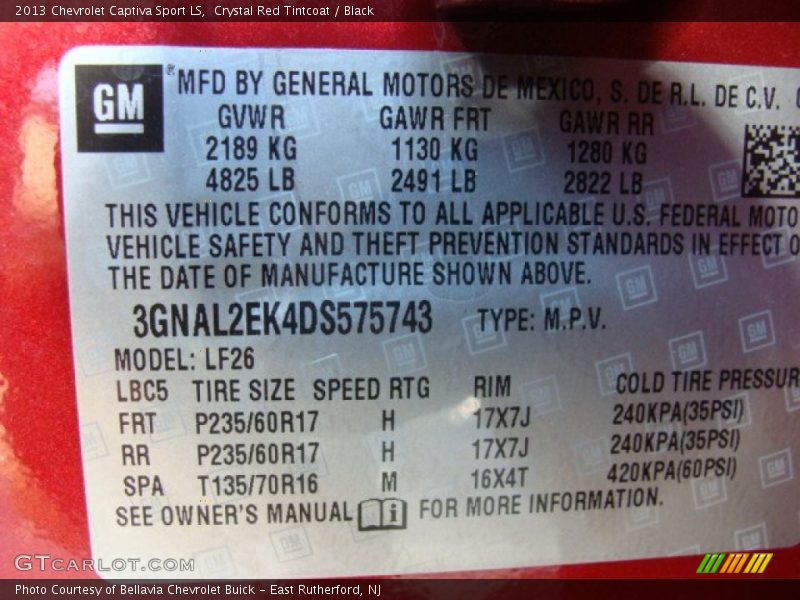 2013 Chevrolet Captiva Sport LS,  Crystal Red Tintcoat / Black
GM
® MFD BY GENERAL MOTORS DE MEXICO, S. DE R.L. DE C.V.
GVWR GAWR FRT GAWR RR
2189 KG 1130 KG 1280 KG
4825 LB 2491 LB 2822 LB
THIS VEHICLE CONFORMS TO ALL APPLICABLE U.S. FEDERAL MOTO
VEHICLE SAFETY AND THEFT PREVENTION STANDARDS IN EFFECT O
THE DATE OF MANUFACTURE SHOWN ABOVE.
3GNAL2EK4DS575743 TYPE: M.P.V.
MODEL: LF26
LBC5 TIRE SIZE SPEED RTG RIM COLD TIRE PRESSUR
FRT P235/60R17 H 17X7J 240KPA(35PSI)
RR P235/60R17 H 17X7J 240KPA(35PSI)
SPA T135/70R16 M 16X4T 420KPA(60PSI)
SEE OWNER'S MANUAL i FOR MORE INFORMATION.
GTCARLOT.COM
Photo Courtesy of Bellavia Chevrolet Buick - East Rutherford, NJ